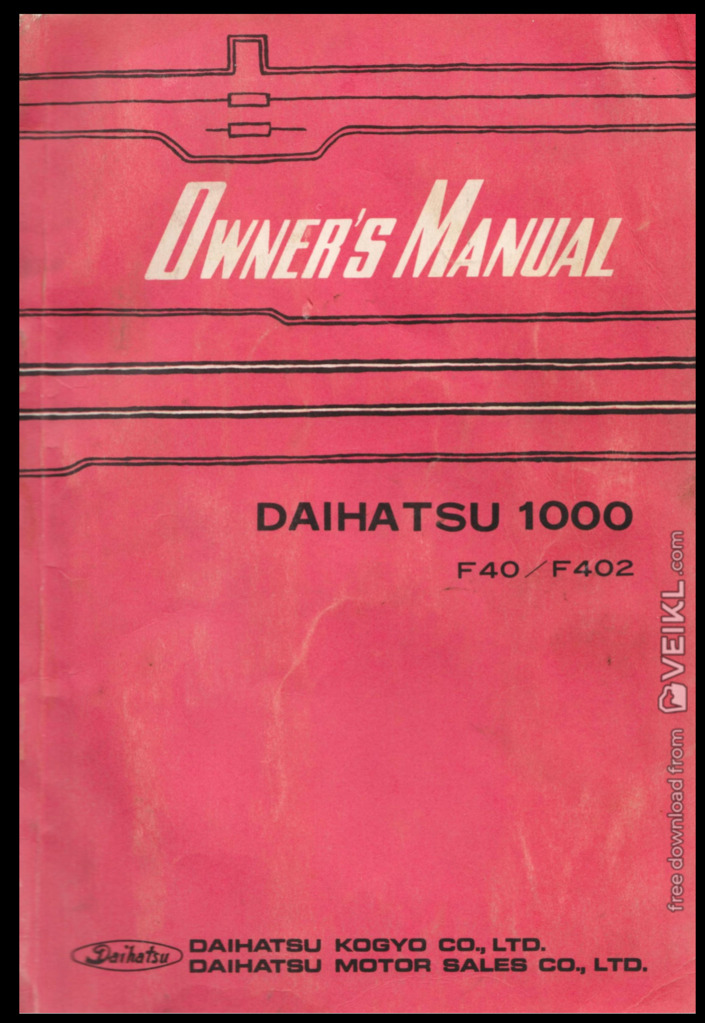 OWNER'S MANUAL
DAIHATSU 1000
F40/F402
free download from VEIKL.com
Daihatsu
DAIHATSU KOGYO CO., LTD.
DAIHATSU MOTOR SALES CO., LTD.